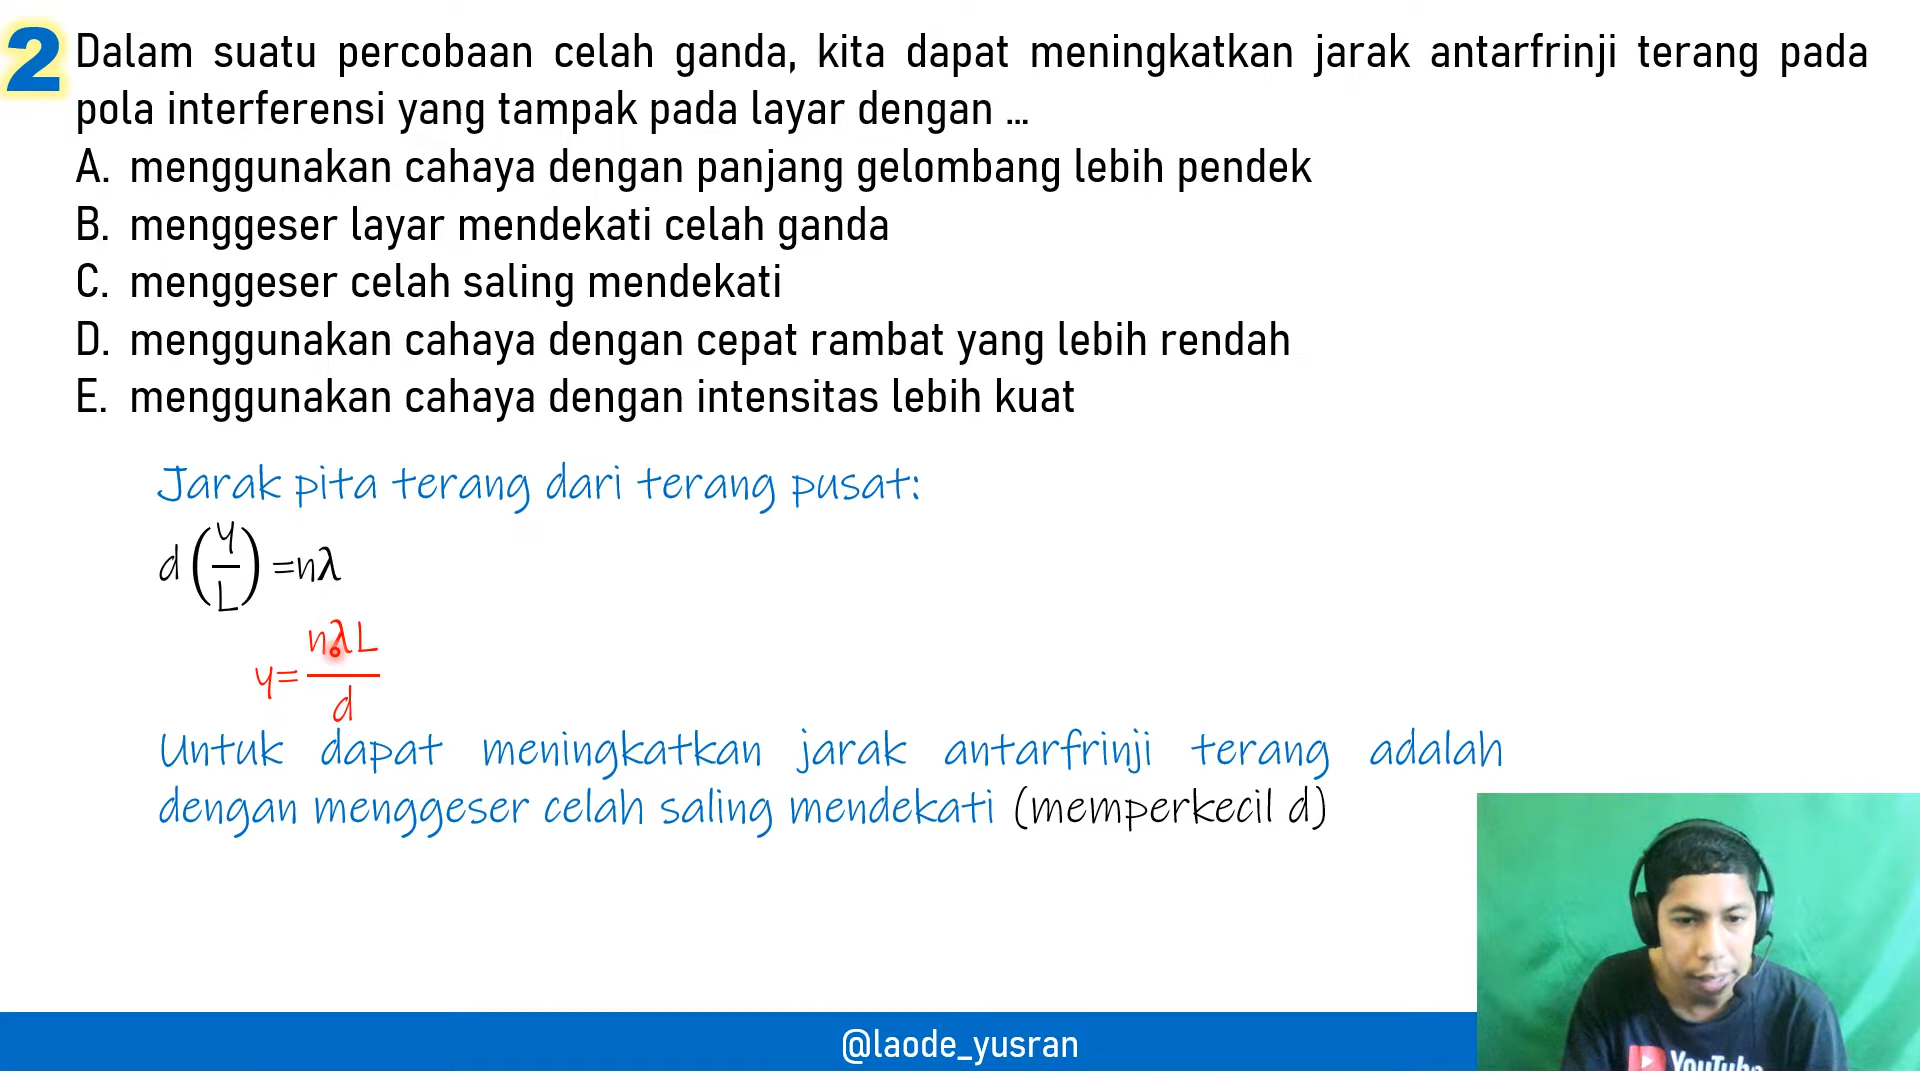 2 Dalam suatu percobaan celah ganda, kita dapat meningkatkan jarak antarfrinji terang pada
pola interferensi yang tampak pada layar dengan ...
A. menggunakan cahaya dengan panjang gelombang lebih pendek
B. menggeser layar mendekati celah ganda
C. menggeser celah saling mendekati
D. menggunakan cahaya dengan cepat rambat yang lebih rendah
E. menggunakan cahaya dengan intensitas lebih kuat
Jarak pita terang dari terang pusat:
d(y/L)=nλ
y=nλL/d
Untuk dapat meningkatkan jarak antarfrinji terang adalah
dengan menggeser celah saling mendekati (memperkecil d)
@laode_yusran
YouTube